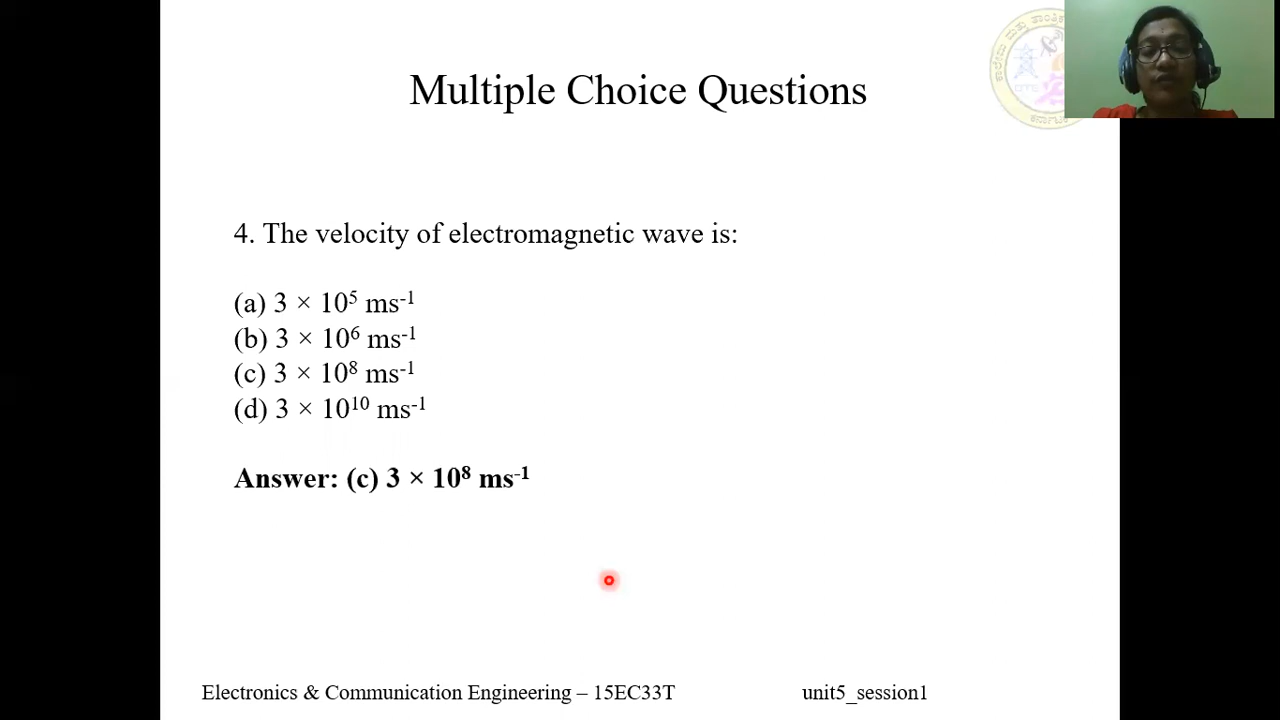 Multiple Choice Questions
4. The velocity of electromagnetic wave is:
(a) 3 × 10⁵ ms⁻¹
(b) 3 × 10⁶ ms⁻¹
(c) 3 × 10⁸ ms⁻¹
(d) 3 × 10¹⁰ ms⁻¹
Answer: (c) 3 × 10⁸ ms⁻¹
Electronics & Communication Engineering – 15EC33T
unit5_session1